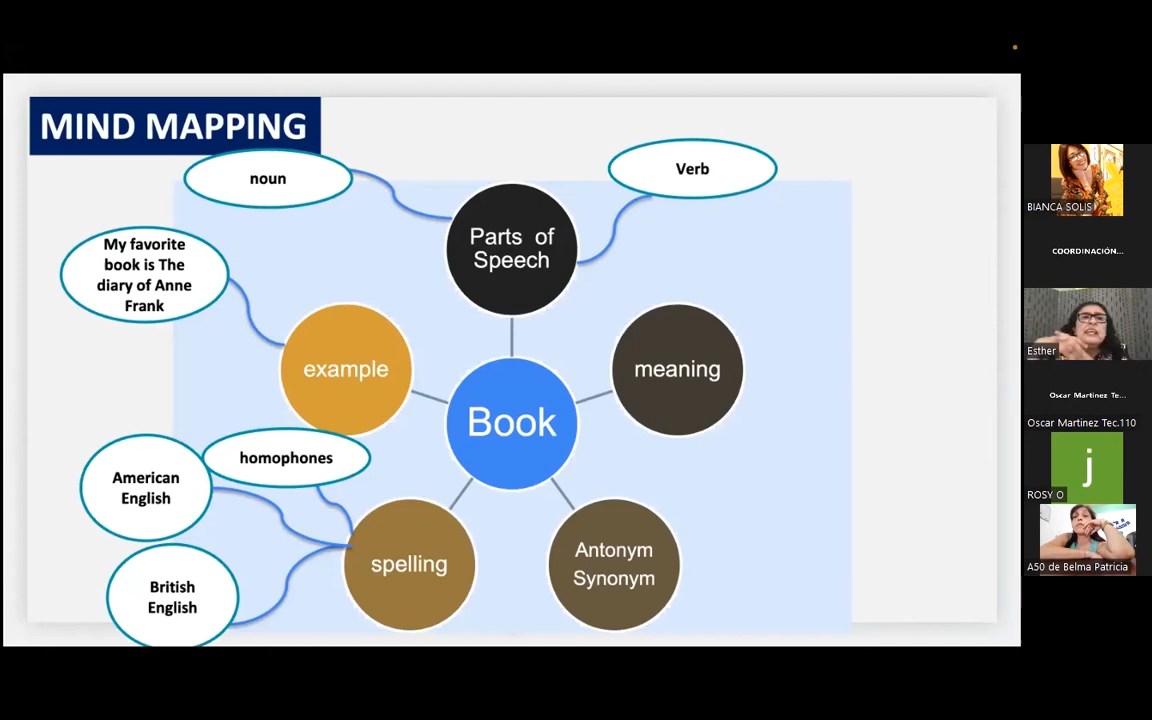 MIND MAPPING
noun
Verb
Parts of
Speech
My favorite
book is The
diary of Anne
Frank
example
meaning
Book
homophones
American
English
spelling
Antonym
Synonym
British
English
BIANCA SOLIS
COORDINACIÓN...
Esther
Oscar Martinez Te...
Oscar Martinez Tec.110
j
ROSY O
A50 de Belma Patricia